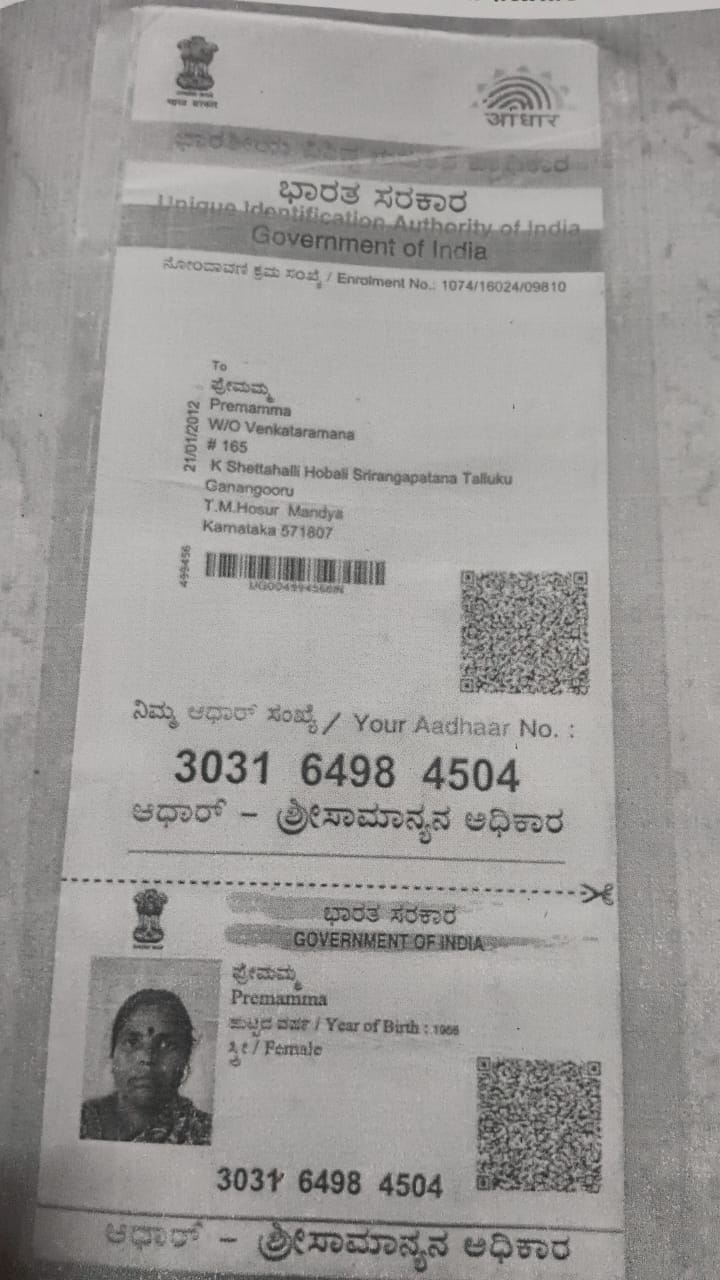 भारत सरकार
आधार
ಭಾರತ ಸರಕಾರ
Unique Identification Authority of India
Government of India
ನೋಂದಾವಣಿ ಕ್ರಮ ಸಂಖ್ಯೆ / Enrolment No.: 1074/16024/09810
To
ಪ್ರೇಮಮ್ಮ
Premamma
W/O Venkataramana
# 165
K Shettahalli Hobali Srirangapatana Talluku
Ganangooru
T.M.Hosur Mandya
Karnataka 571807
21/01/2012
499456
ನಿಮ್ಮ ಆಧಾರ್ ಸಂಖ್ಯೆ / Your Aadhaar No. :
3031 6498 4504
ಆಧಾರ್ – ಶ್ರೀಸಾಮಾನ್ಯನ ಅಧಿಕಾರ
ಭಾರತ ಸರಕಾರ
GOVERNMENT OF INDIA
ಪ್ರೇಮಮ್ಮ
Premamma
ಹುಟ್ಟಿದ ವರ್ಷ / Year of Birth :
ಸ್ತ್ರೀ / Female
3031 6498 4504
ಆಧಾರ್ – ಶ್ರೀಸಾಮಾನ್ಯನ ಅಧಿಕಾರ